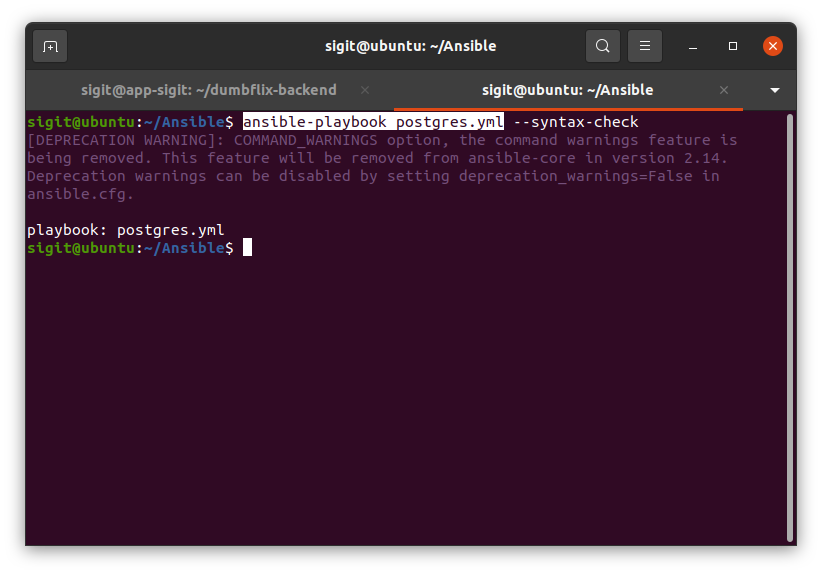 sigit@ubuntu: ~/Ansible
sigit@app-sigit: ~/dumbflix-backend
sigit@ubuntu: ~/Ansible
sigit@ubuntu:~/Ansible$ ansible-playbook postgres.yml --syntax-check
[DEPRECATION WARNING]: COMMAND_WARNINGS option, the command warnings feature is
being removed. This feature will be removed from ansible-core in version 2.14.
Deprecation warnings can be disabled by setting deprecation_warnings=False in
ansible.cfg.
playbook: postgres.yml
sigit@ubuntu:~/Ansible$